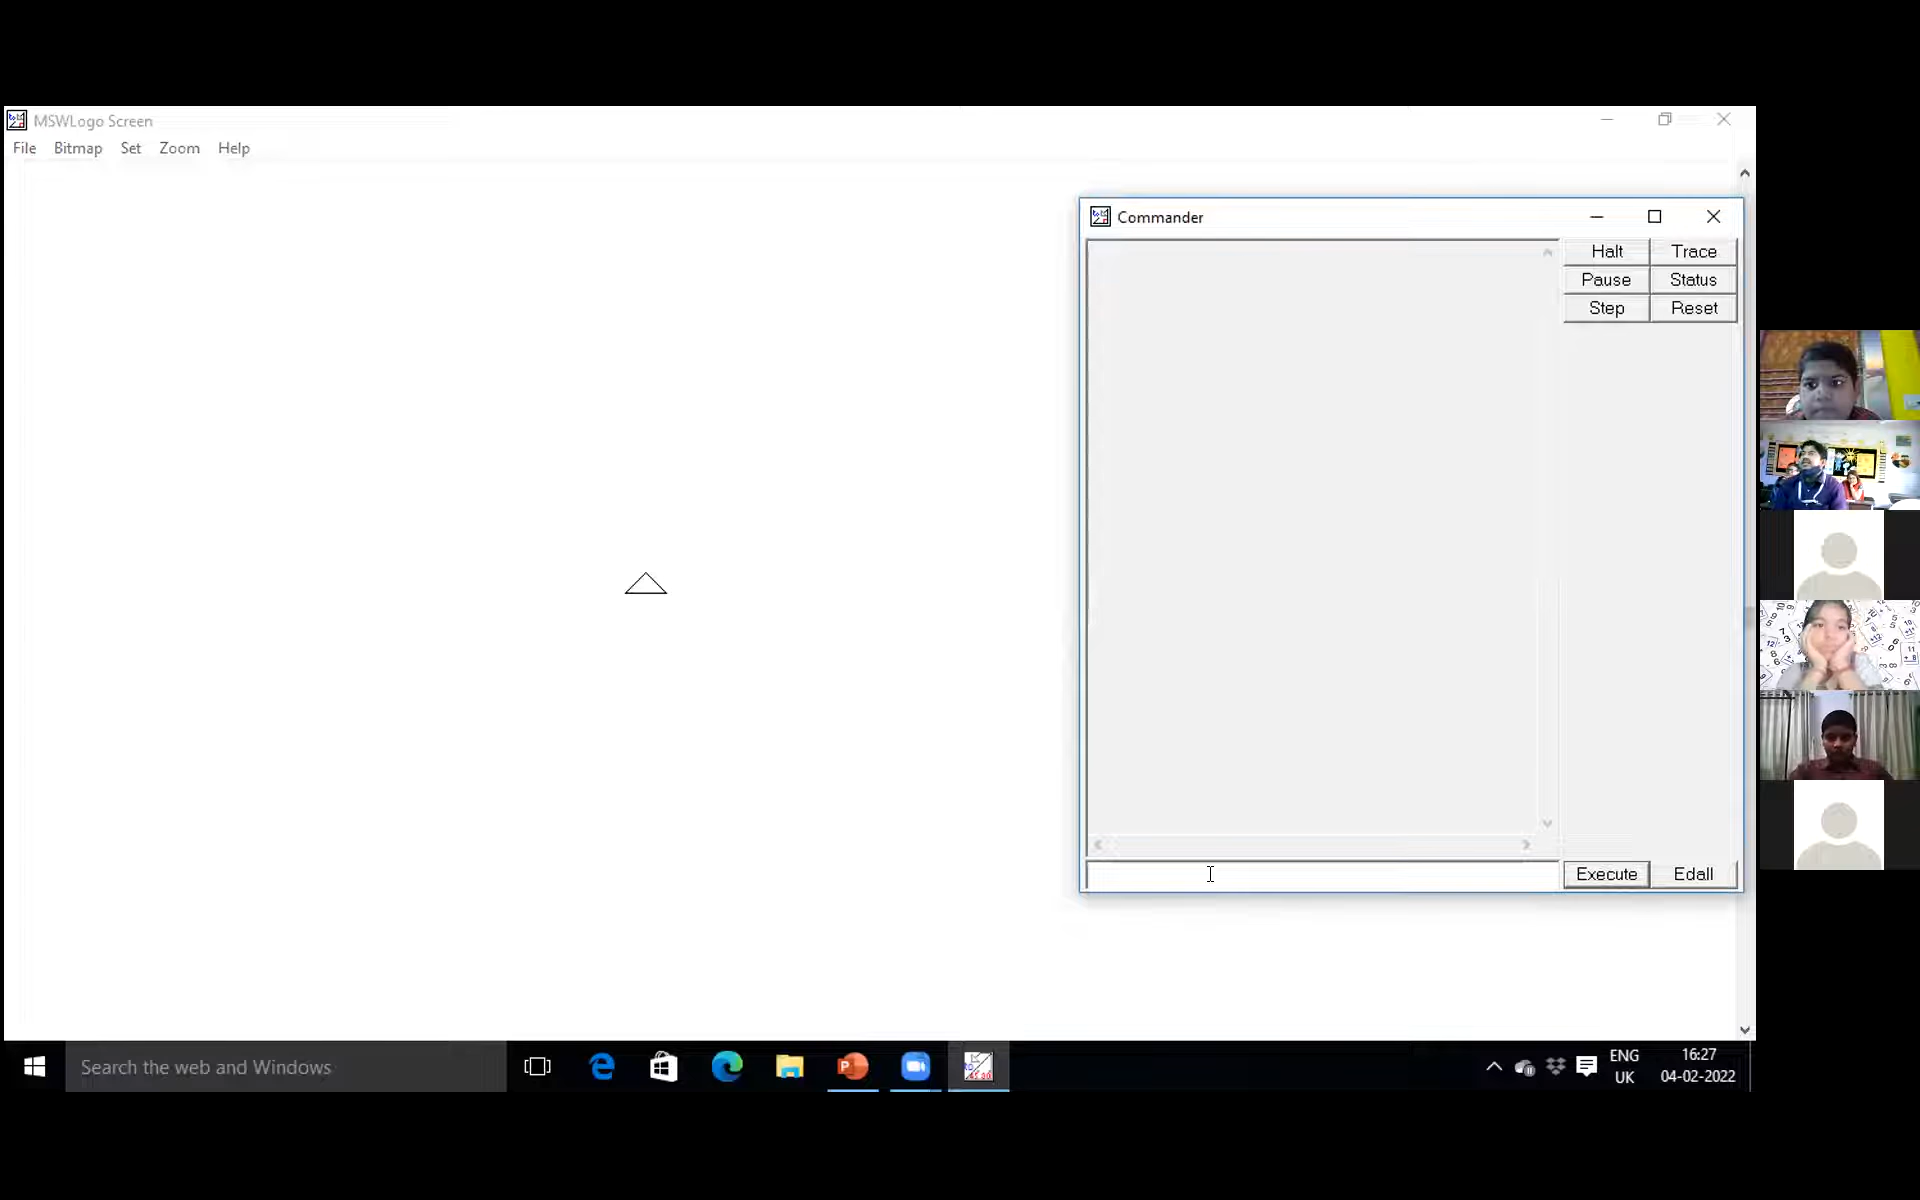 MSWLogo Screen
File Bitmap Set Zoom Help
Commander
Halt Trace
Pause Status
Step Reset
Execute Edall
Search the web and Windows
ENG
UK
16:27
04-02-2022